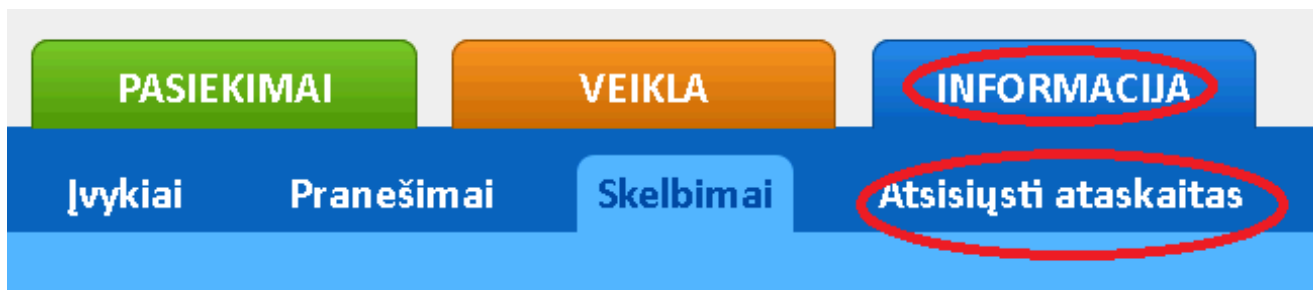 PASIEKIMAI VEIKLA INFORMACIJA
Įvykiai Pranešimai Skelbimai Atsisiųsti ataskaitas